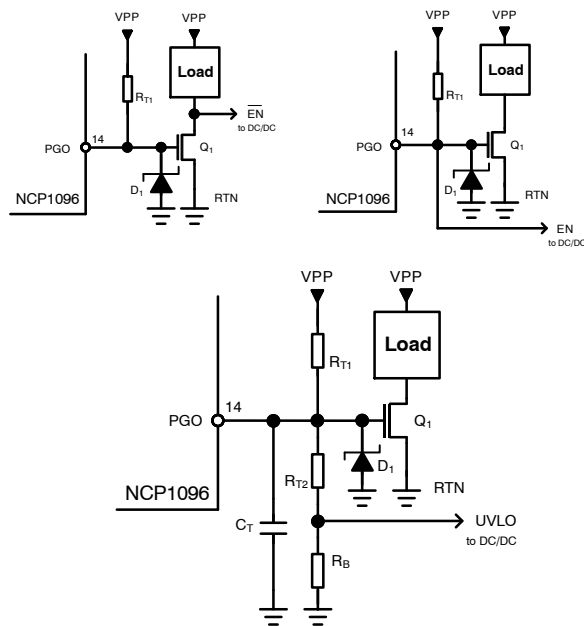 VPP
VPP
Load
RT1
EN
to DC/DC
14
PGO
Q1
D1
RTN
NCP1096
VPP
VPP
Load
RT1
14
PGO
Q1
D1
RTN
NCP1096
EN
to DC/DC
VPP
VPP
RT1
Load
14
PGO
Q1
D1
RT2
RTN
NCP1096
UVLO
to DC/DC
CT
RB